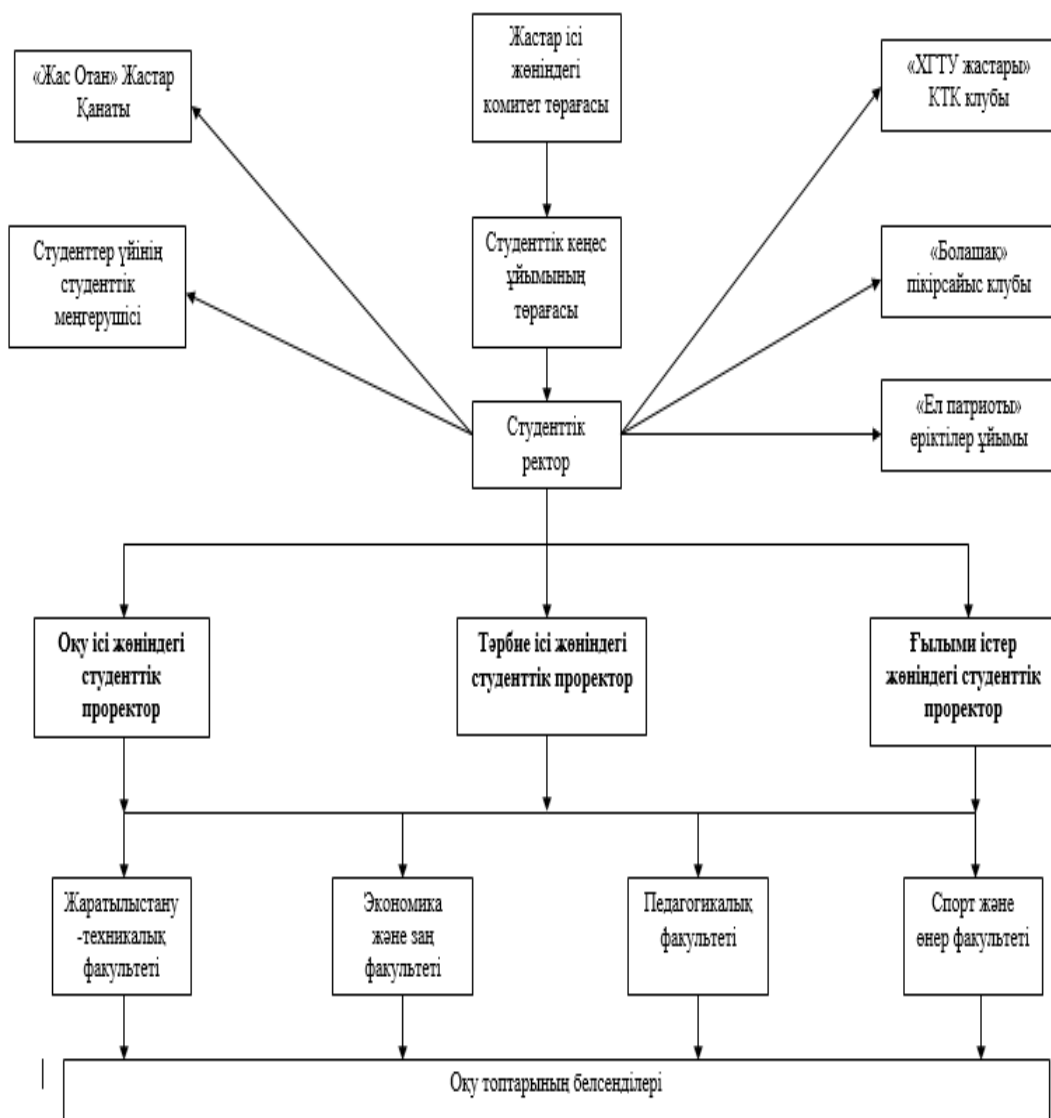 Жастар ісі
жөніндегі
комитет төрағасы
«Жас Отан» Жастар
Қанаты
«ХГТУ жастары»
КТК клубы
Студенттер үйінің
студенттік
меңгерушісі
Студенттік кеңес
ұйымының
төрағасы
«Болашақ»
пікірсайыс клубы
Студенттік
ректор
«Ел патриоты»
еріктілер ұйымы
Оқу ісі жөніндегі
студенттік
проректор
Тәрбие ісі жөніндегі
студенттік проректор
Ғылыми істер
жөніндегі студенттік
проректор
Жаратылыстану
-техникалық
факультеті
Экономика
және заң
факультеті
Педагогикалық
факультеті
Спорт және
өнер факультеті
Оқу топтарының белсенділері